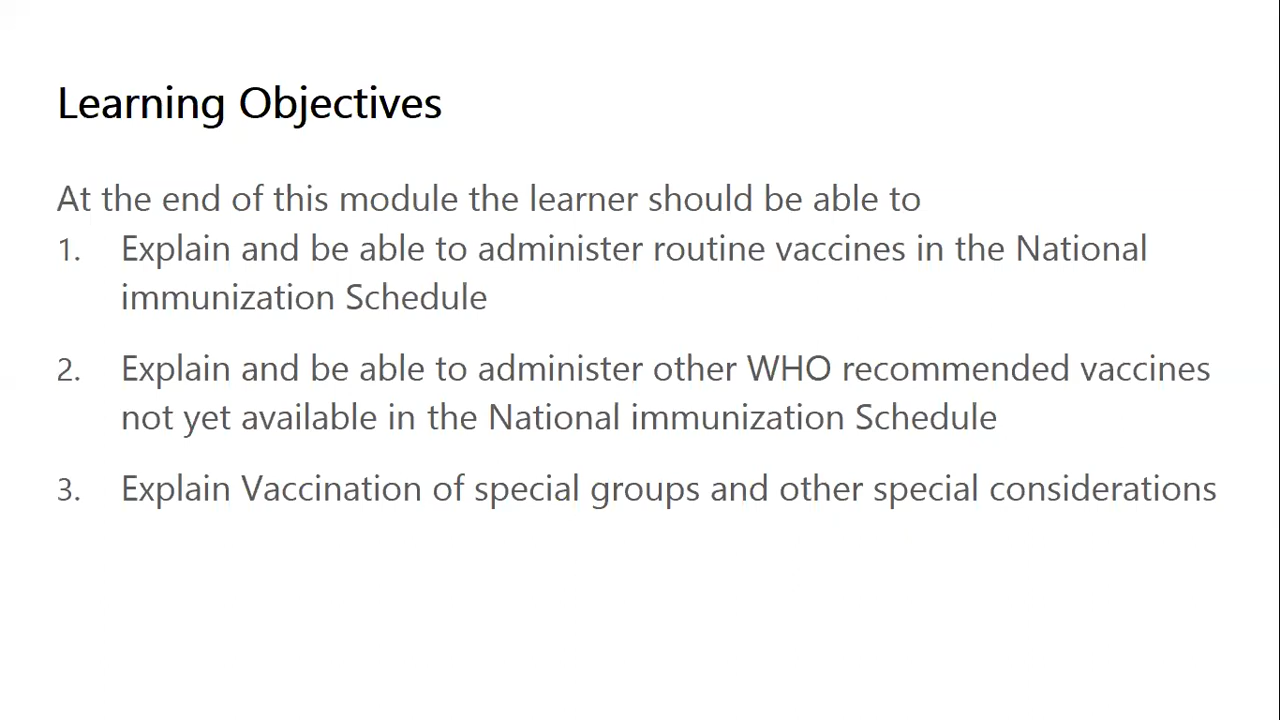 Learning Objectives
At the end of this module the learner should be able to
1. Explain and be able to administer routine vaccines in the National
immunization Schedule
2. Explain and be able to administer other WHO recommended vaccines
not yet available in the National immunization Schedule
3. Explain Vaccination of special groups and other special considerations